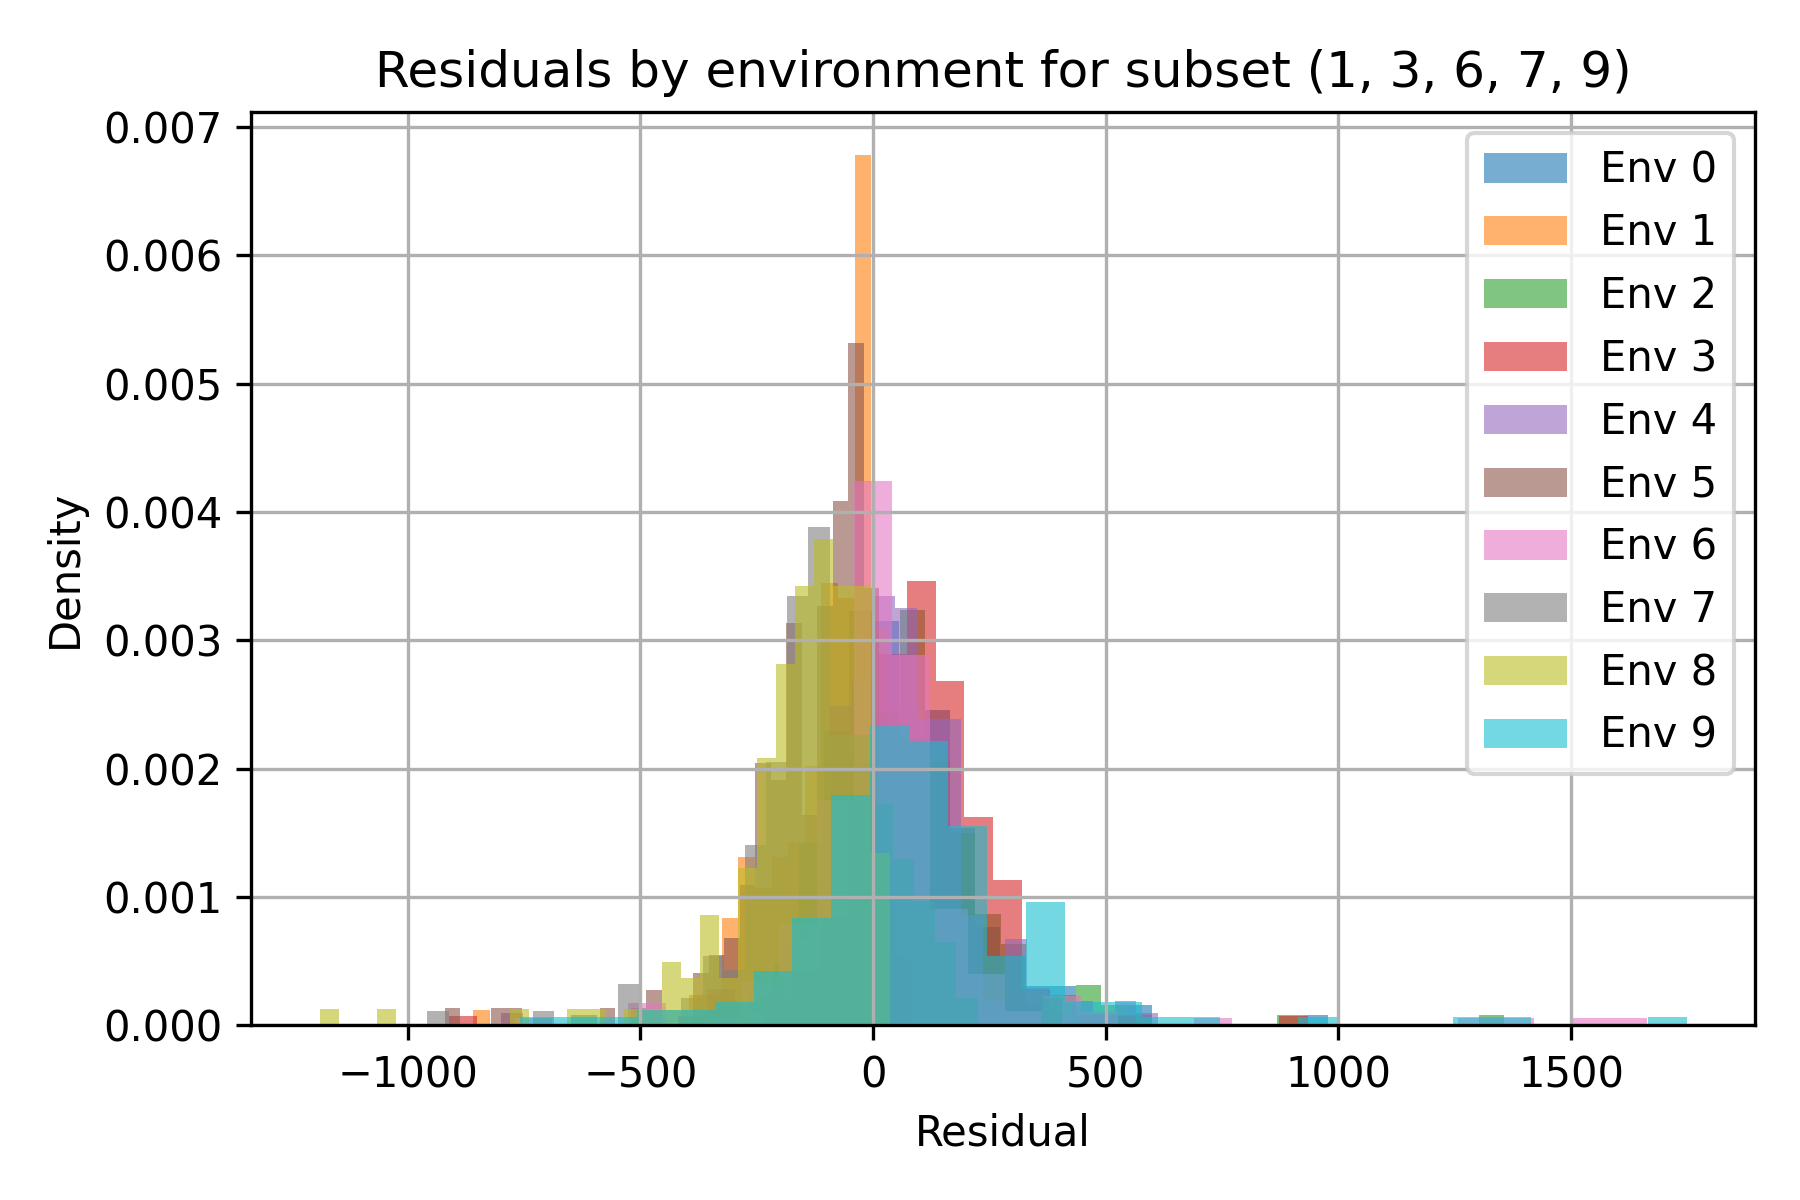 Residuals by environment for subset (1, 3, 6, 7, 9)
0.007
0.006
0.005
0.004
0.003
0.002
0.001
0.000
Density
Env 0
Env 1
Env 2
Env 3
Env 4
Env 5
Env 6
Env 7
Env 8
Env 9
−1000 −500 0 500 1000 1500
Residual